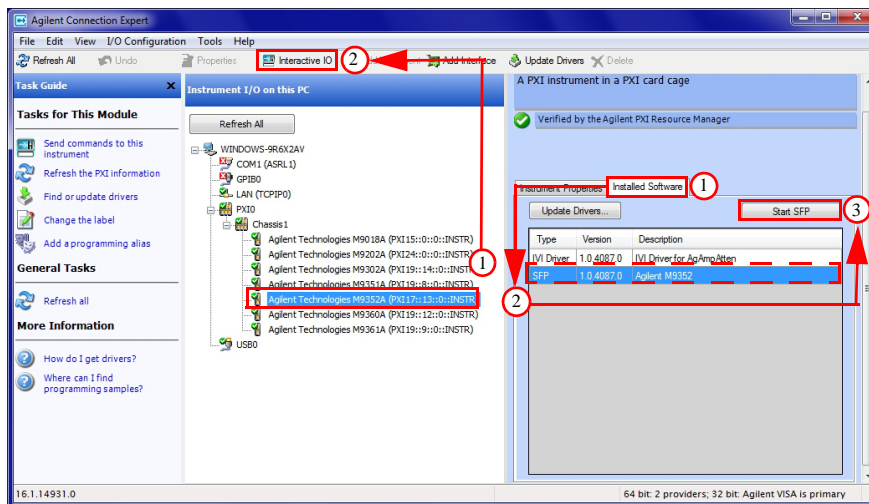 Agilent Connection Expert
File Edit View I/O Configuration Tools Help
Refresh All Undo Properties Interactive IO 2 Add Interface Update Drivers Delete
Task Guide
Tasks for This Module
Send commands to this
instrument
Refresh the PXI information
Find or update drivers
Change the label
Add a programming alias
General Tasks
Refresh all
More Information
How do I get drivers?
Where can I find
programming samples?
Instrument I/O on this PC
Refresh All
WINDOWS-9R6X2AV
COM1 (ASRL1)
GPIB0
LAN (TCPIP0)
PXI0
Chassis1
Agilent Technologies M9018A (PXI15::0::0::INSTR)
Agilent Technologies M9202A (PXI24::0::0::INSTR)
Agilent Technologies M9302A (PXI19::14::0::INSTR) 1
Agilent Technologies M9351A (PXI19::8::0::INSTR)
Agilent Technologies M9352A (PXI17::13::0::INSTR
Agilent Technologies M9360A (PXI19::12::0::INSTR)
Agilent Technologies M9361A (PXI19::9::0::INSTR)
USB0
A PXI instrument in a PXI card cage
Verified by the Agilent PXI Resource Manager
Instrument Properties Installed Software 1
Update Drivers... Start SFP 3
Type Version Description
IVI Driver 1.0.4087.0 IVI Driver for AgAmpAtten
SFP 1.0.4087.0 Agilent M9352
2
16.1.14931.0 64 bit: 2 providers; 32 bit: Agilent VISA is primary